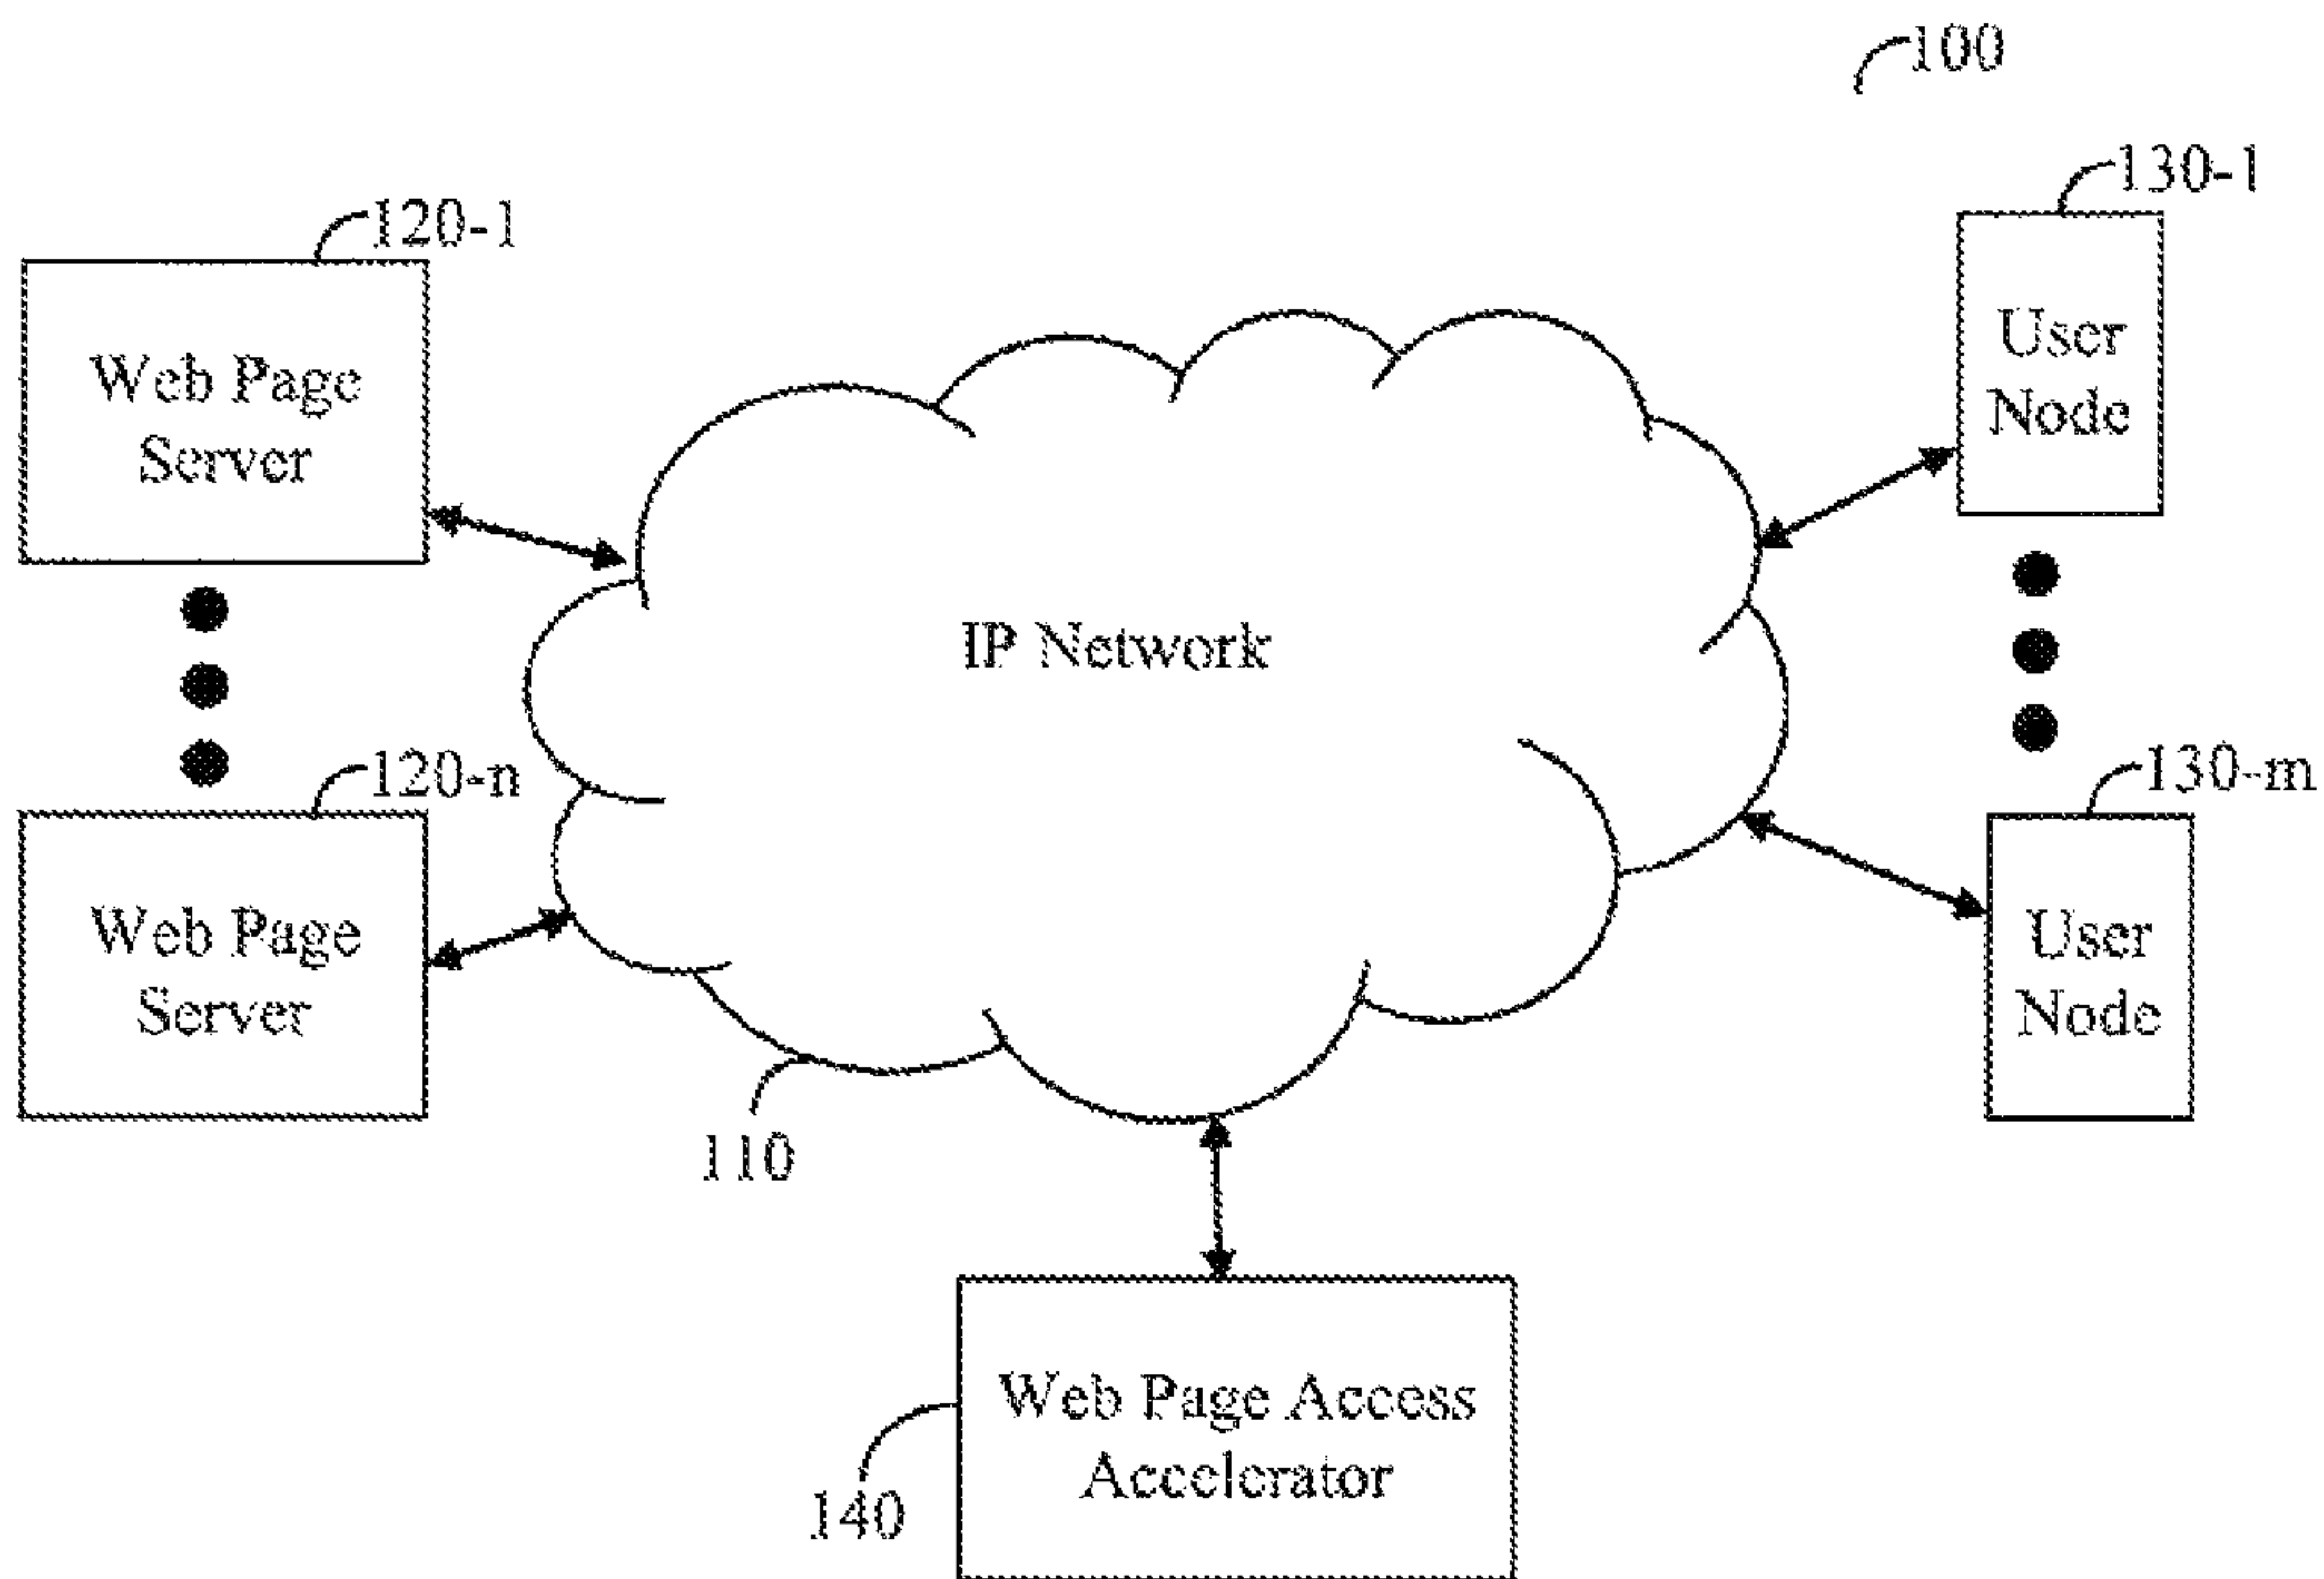 100
130-1
120-1
User
Node
Web Page
Server
IP Network
120-n
130-m
Web Page
Server
User
Node
110
Web Page Access
Accelerator
140